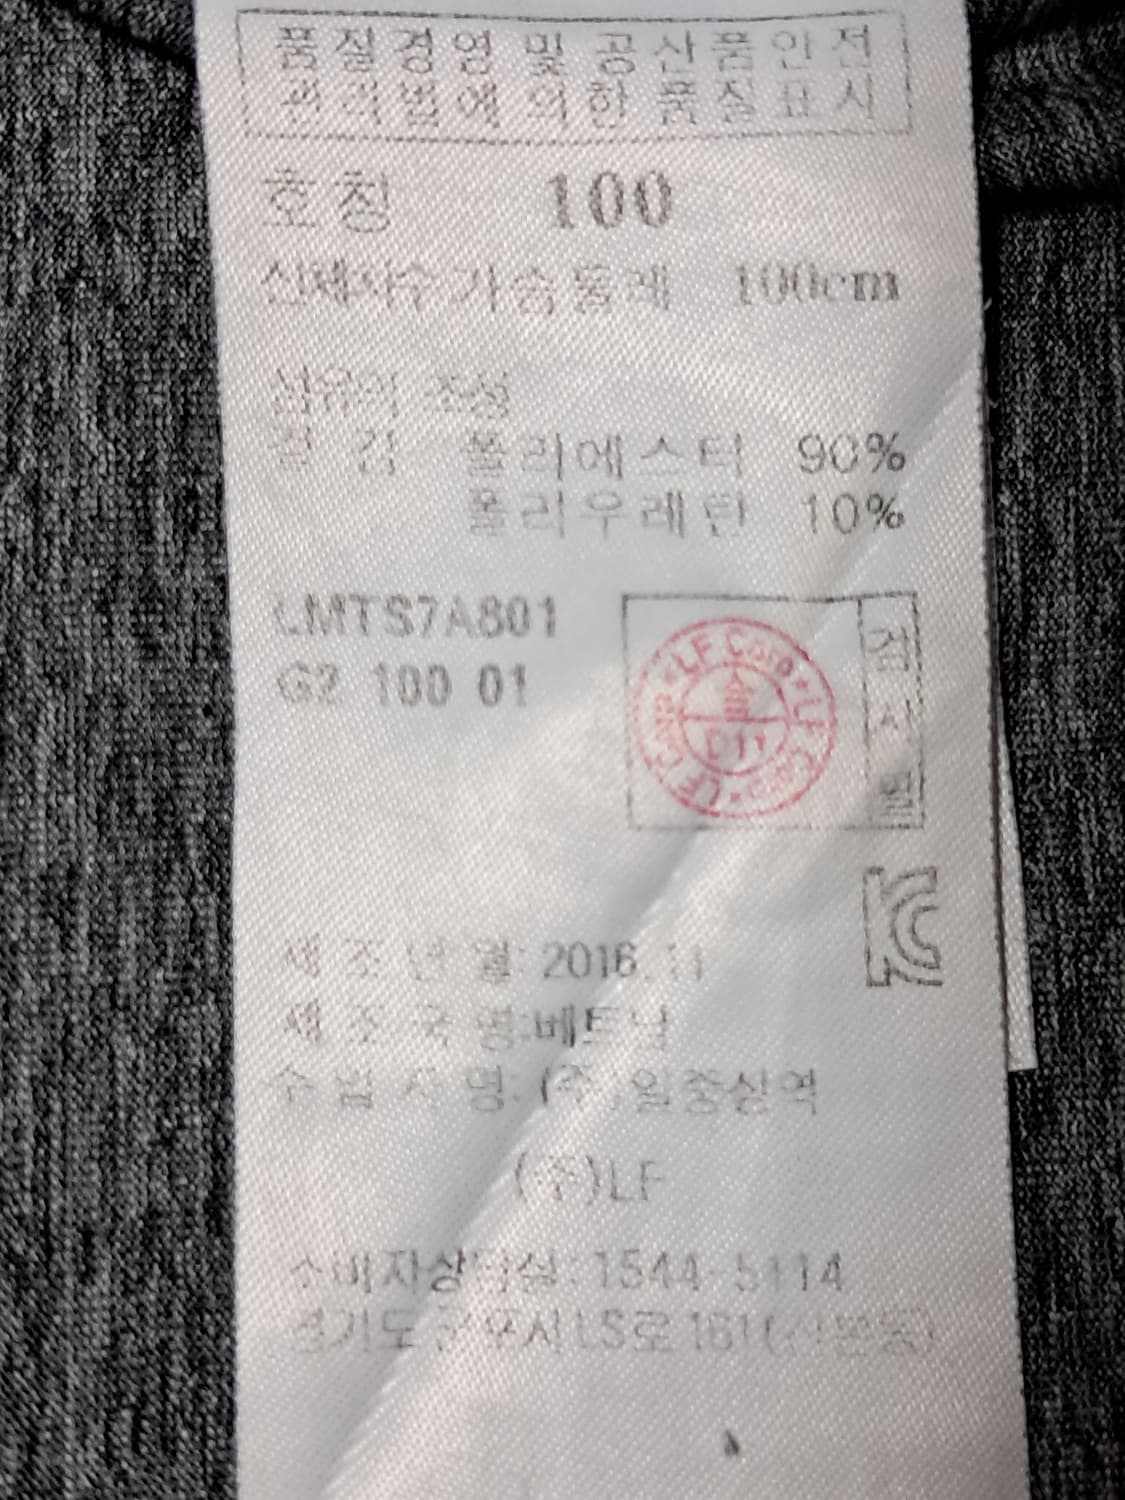 품질경영 및 공산품안전
관리법에 의한 품질표시
호칭 100
신체치수 가슴둘레 100cm
섬유의 조성
겉 감 폴리에스터 90%
폴리우레탄 10%
LMTS7A801
G2 100 01
LF Corp
검사필
제조년월: 2016. 11
제조국명:베트남
수입자명: (주)일중상역
(주)LF
소비자상담실:1544-5114
경기도군포시LS로 161(산본동)